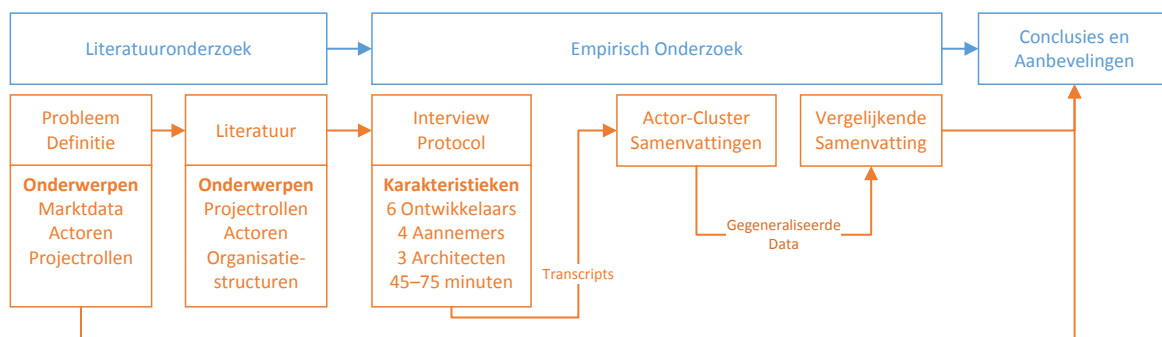 Literatuuronderzoek
Empirisch Onderzoek
Conclusies en
Aanbevelingen
Probleem
Definitie
Onderwerpen
Marktdata
Actoren
Projectrollen
Literatuur
Onderwerpen
Projectrollen
Actoren
Organisatie-
structuren
Interview
Protocol
Karakteristieken
6 Ontwikkelaars
4 Aannemers
3 Architecten
45–75 minuten
Transcripts
Actor-Cluster
Samenvattingen
Gegeneraliseerde
Data
Vergelijkende
Samenvatting